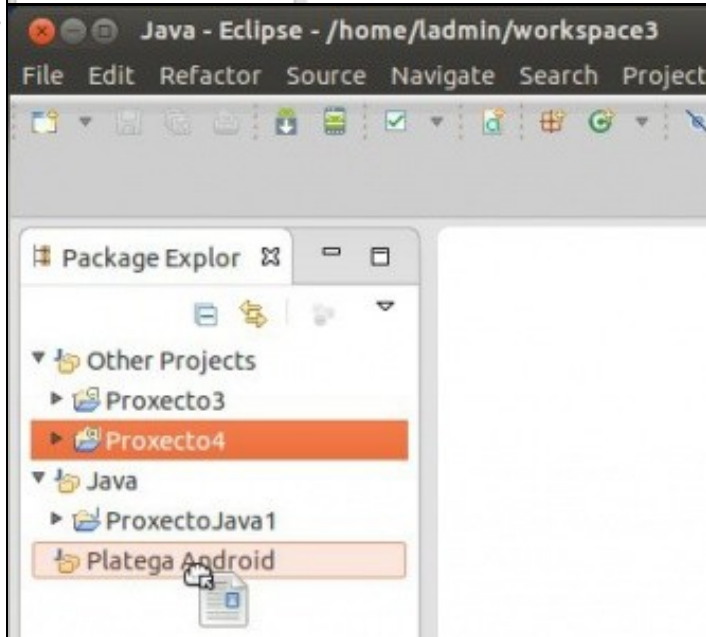 Java - Eclipse - /home/ladmin/workspace3
File Edit Refactor Source Navigate Search Project
Package Explor
Other Projects
Proxecto3
Proxecto4
Java
ProxectoJava1
Platega Android